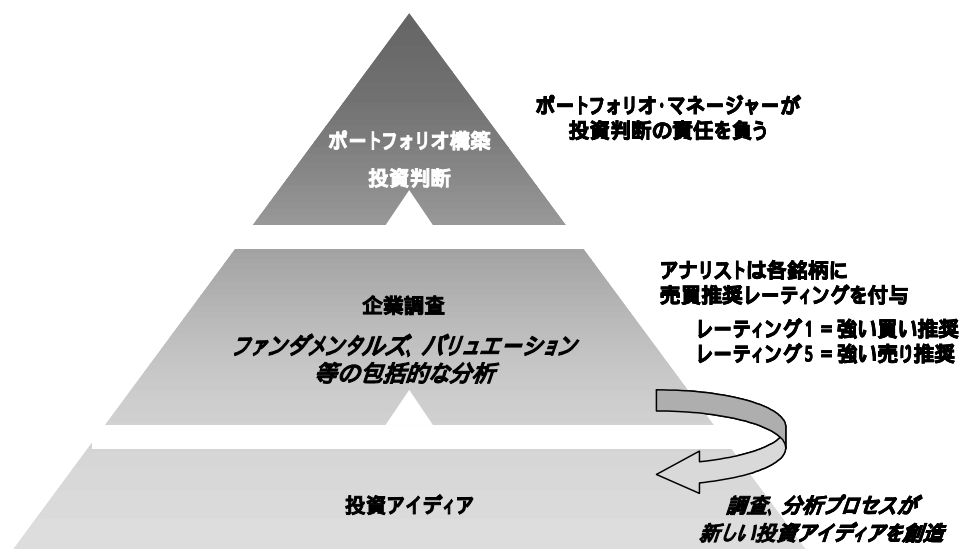 ポートフォリオ・マネージャーが
投資判断の責任を負う
ポートフォリオ構築
投資判断
アナリストは各銘柄に
売買推奨レーティングを付与
レーティング1 = 強い買い推奨
レーティング5 = 強い売り推奨
企業調査
ファンダメンタルズ、バリュエーション
等の包括的な分析
投資アイディア
調査、分析プロセスが
新しい投資アイディアを創造